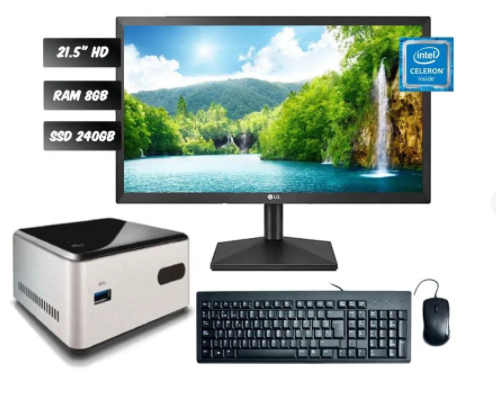 21.5" HD
RAM 8GB
SSD 240GB
intel
CELERON
inside
LG